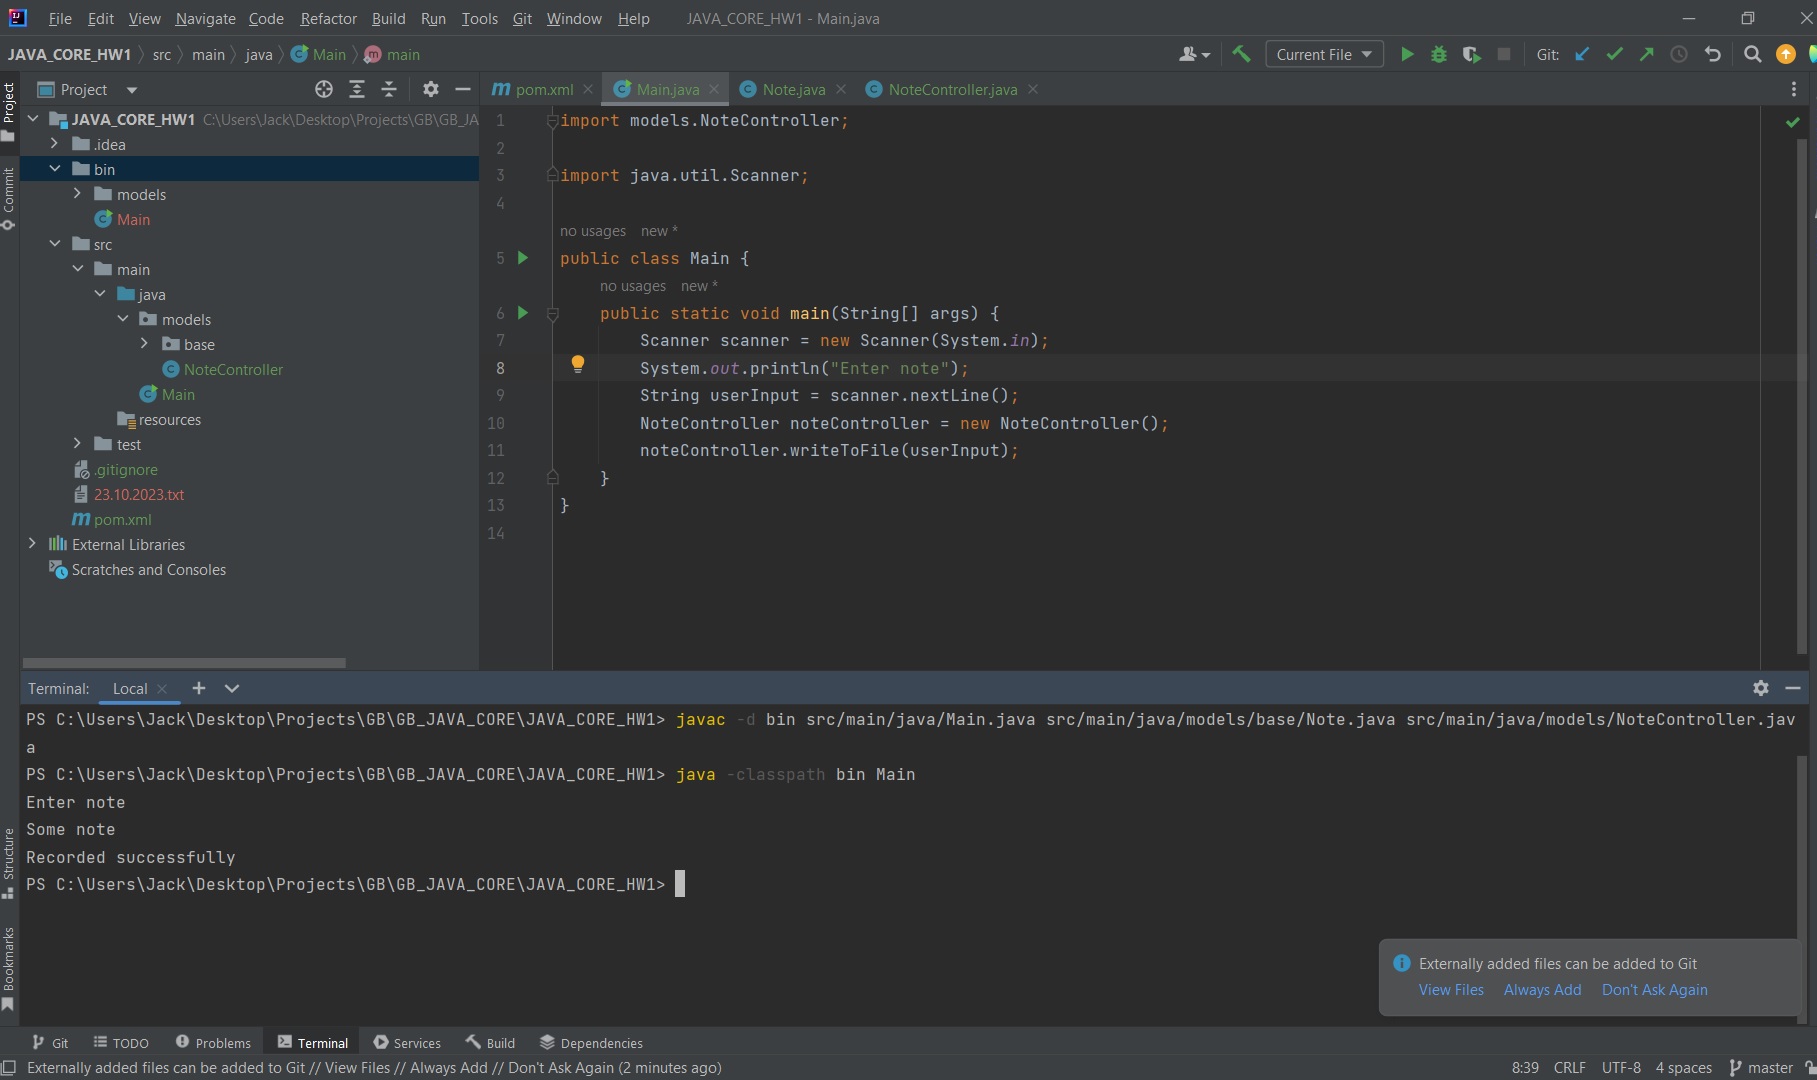 File Edit View Navigate Code Refactor Build Run Tools Git Window Help JAVA_CORE_HW1 - Main.java
JAVA_CORE_HW1 src main java Main main Current File Git:
Project
pom.xml Main.java Note.java NoteController.java
Project
Commit
Structure
Bookmarks
JAVA_CORE_HW1 C:\Users\Jack\Desktop\Projects\GB\GB_JA
.idea
bin
models
Main
src
main
java
models
base
NoteController
Main
resources
test
.gitignore
23.10.2023.txt
pom.xml
External Libraries
Scratches and Consoles
1 import models.NoteController;
2
3 import java.util.Scanner;
4
no usages new *
5 public class Main {
no usages new *
6 public static void main(String[] args) {
7 Scanner scanner = new Scanner(System.in);
8 System.out.println("Enter note");
9 String userInput = scanner.nextLine();
10 NoteController noteController = new NoteController();
11 noteController.writeToFile(userInput);
12 }
13 }
14
Terminal: Local
PS C:\Users\Jack\Desktop\Projects\GB\GB_JAVA_CORE\JAVA_CORE_HW1> javac -d bin src/main/java/Main.java src/main/java/models/base/Note.java src/main/java/models/NoteController.jav
a
PS C:\Users\Jack\Desktop\Projects\GB\GB_JAVA_CORE\JAVA_CORE_HW1> java -classpath bin Main
Enter note
Some note
Recorded successfully
PS C:\Users\Jack\Desktop\Projects\GB\GB_JAVA_CORE\JAVA_CORE_HW1>
Externally added files can be added to Git
View Files Always Add Don't Ask Again
Git TODO Problems Terminal Services Build Dependencies
Externally added files can be added to Git // View Files // Always Add // Don't Ask Again (2 minutes ago) 8:39 CRLF UTF-8 4 spaces master